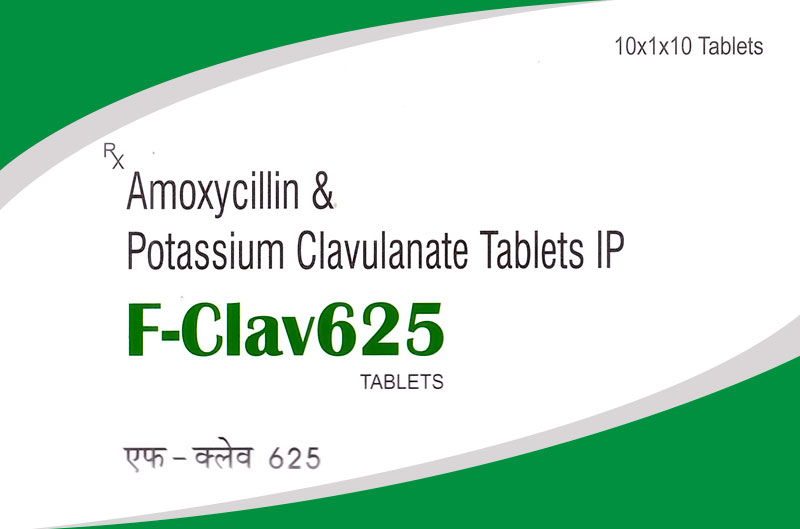 10x1x10 Tablets
Rx
Amoxycillin &
Potassium Clavulanate Tablets IP
F-Clav625
TABLETS
एफ - क्लेव 625